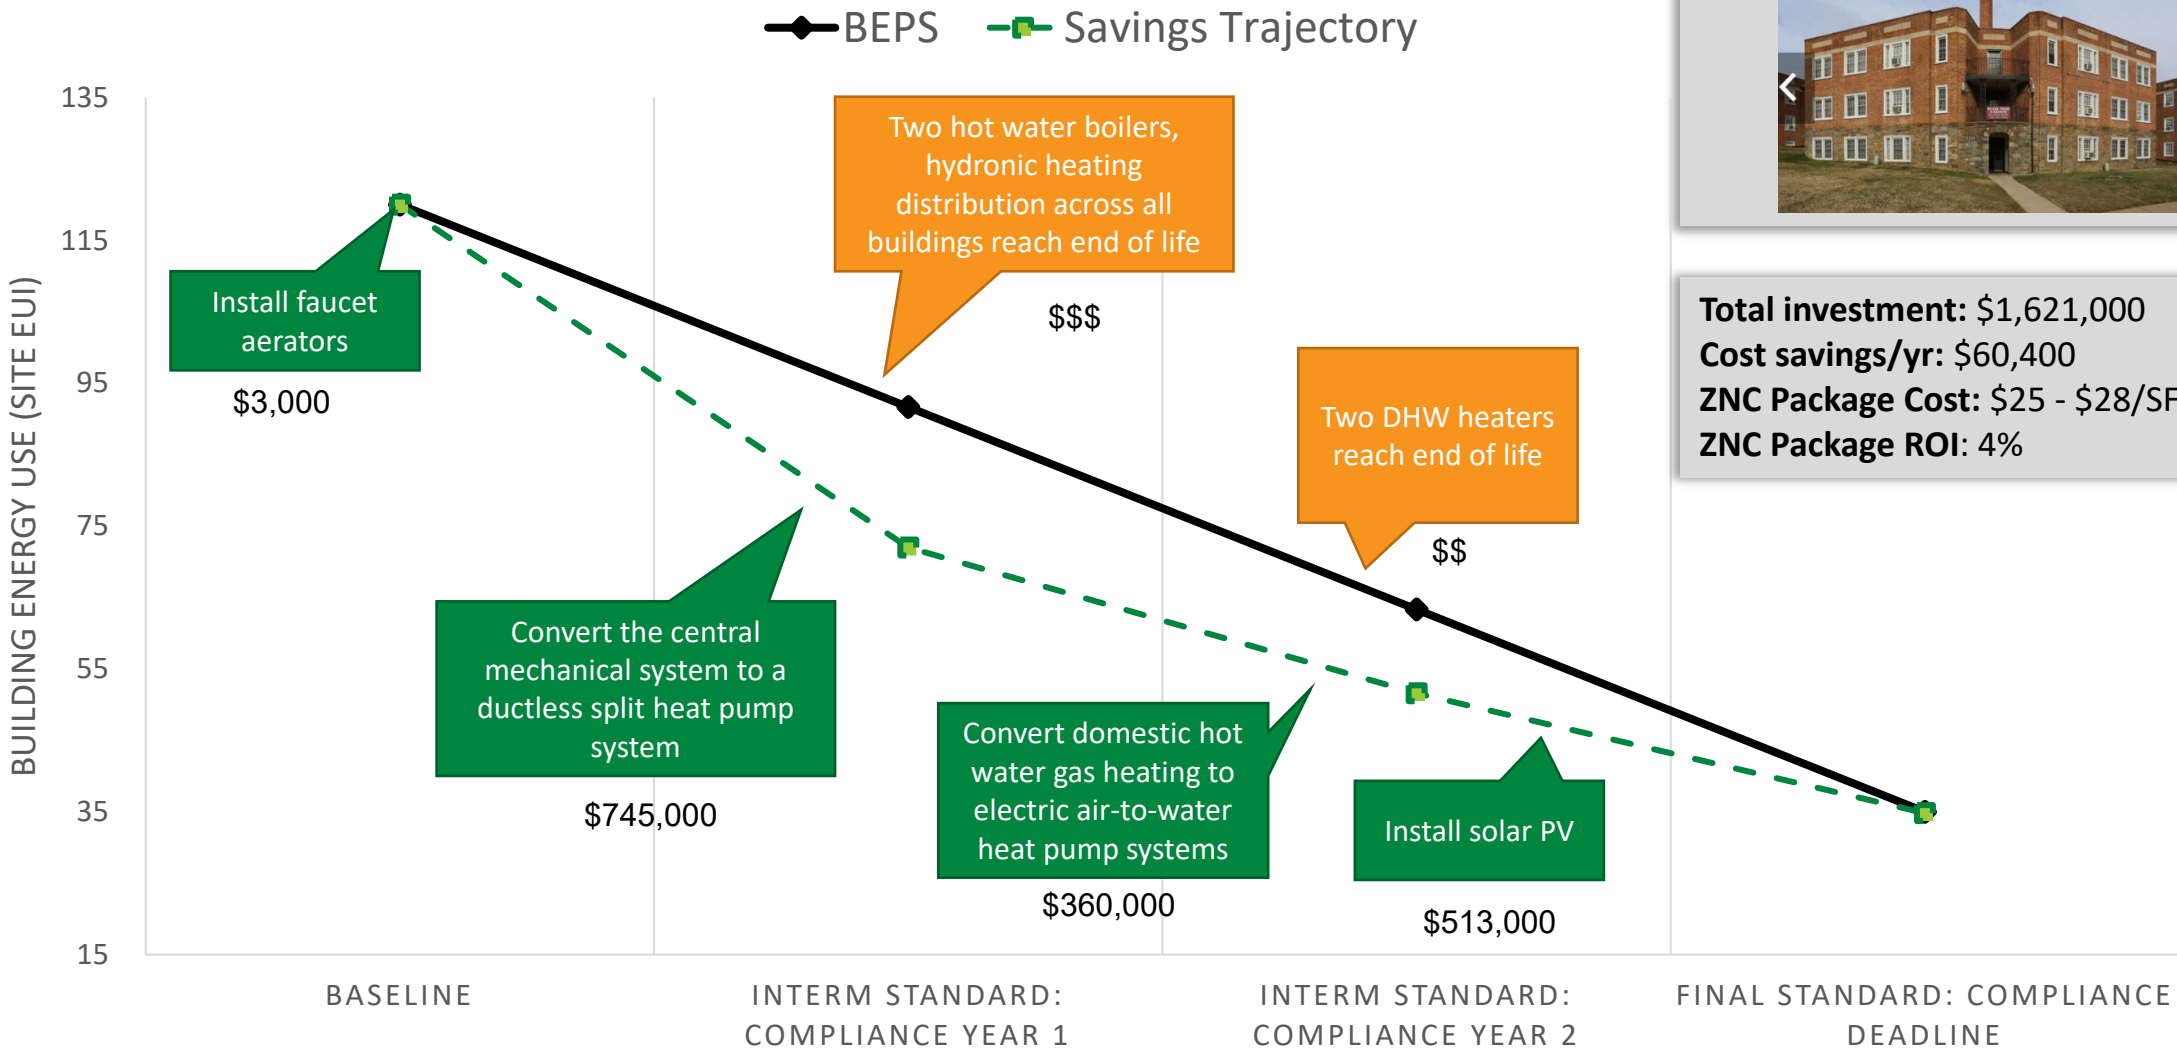 BEPS
Savings Trajectory
BUILDING ENERGY USE (SITE EUI)
135
115
95
75
55
35
15
Install faucet
aerators
$3,000
Two hot water boilers,
hydronic heating
distribution across all
buildings reach end of life
$$$
Convert the central
mechanical system to a
ductless split heat pump
system
$745,000
Two DHW heaters
reach end of life
$$
Convert domestic hot
water gas heating to
electric air-to-water
heat pump systems
$360,000
Install solar PV
$513,000
Total investment: $1,621,000
Cost savings/yr: $60,400
ZNC Package Cost: $25 - $28/SF
ZNC Package ROI: 4%
BASELINE
INTERM STANDARD:
COMPLIANCE YEAR 1
INTERM STANDARD:
COMPLIANCE YEAR 2
FINAL STANDARD: COMPLIANCE
DEADLINE